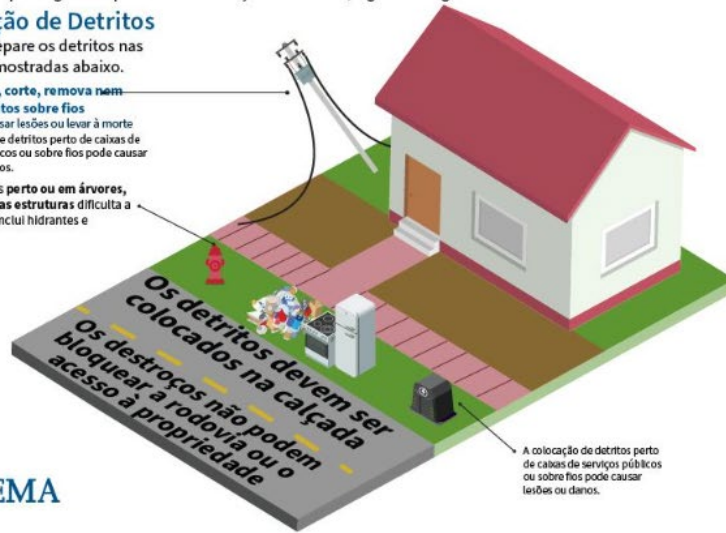 ção de Detritos
epare os detritos nas
mostradas abaixo.
, corte, remova nem
tos sobre fios
sar lesões ou levar à morte
e detritos perto de caixas de
cos ou sobre fios pode causar
os.
s perto ou em árvores,
as estruturas dificulta a
nclui hidrantes e
Os detritos devem ser
colocados na calçada
Os destroços não podem
bloquear a rodovia ou o
acesso à propriedade
A colocação de detritos perto
de caixas de serviços públicos
ou sobre fios pode causar
lesões ou danos.
EMA